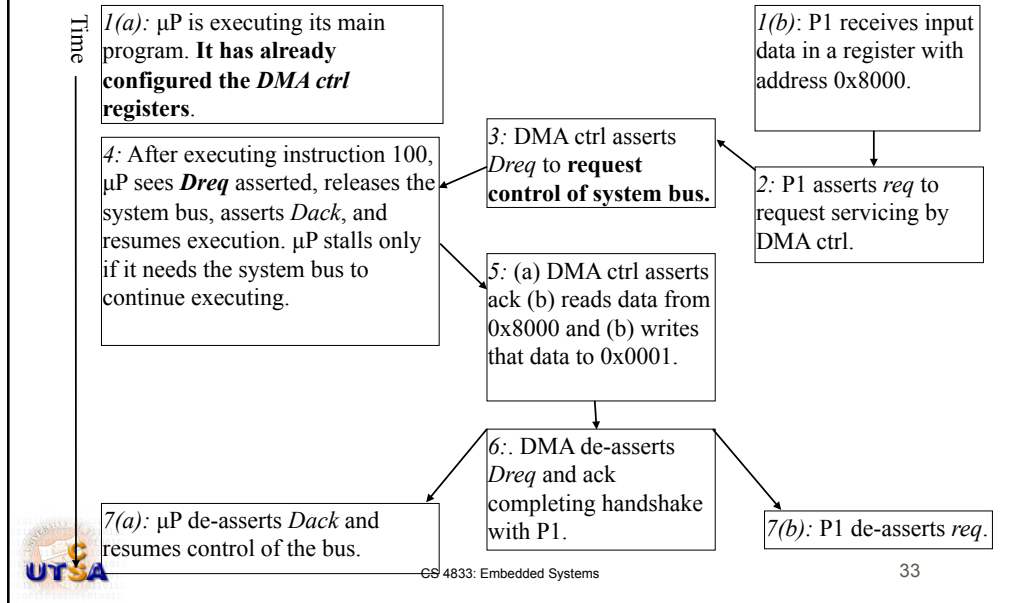 Time
1(a): μP is executing its main
program. It has already
configured the DMA ctrl
registers.
1(b): P1 receives input
data in a register with
address 0x8000.
2: P1 asserts req to
request servicing by
DMA ctrl.
3: DMA ctrl asserts
Dreq to request
control of system bus.
4: After executing instruction 100,
μP sees Dreq asserted, releases the
system bus, asserts Dack, and
resumes execution. μP stalls only
if it needs the system bus to
continue executing.
5: (a) DMA ctrl asserts
ack (b) reads data from
0x8000 and (b) writes
that data to 0x0001.
6:. DMA de-asserts
Dreq and ack
completing handshake
with P1.
7(a): μP de-asserts Dack and
resumes control of the bus.
7(b): P1 de-asserts req.
UTSA
CS 4833: Embedded Systems
33